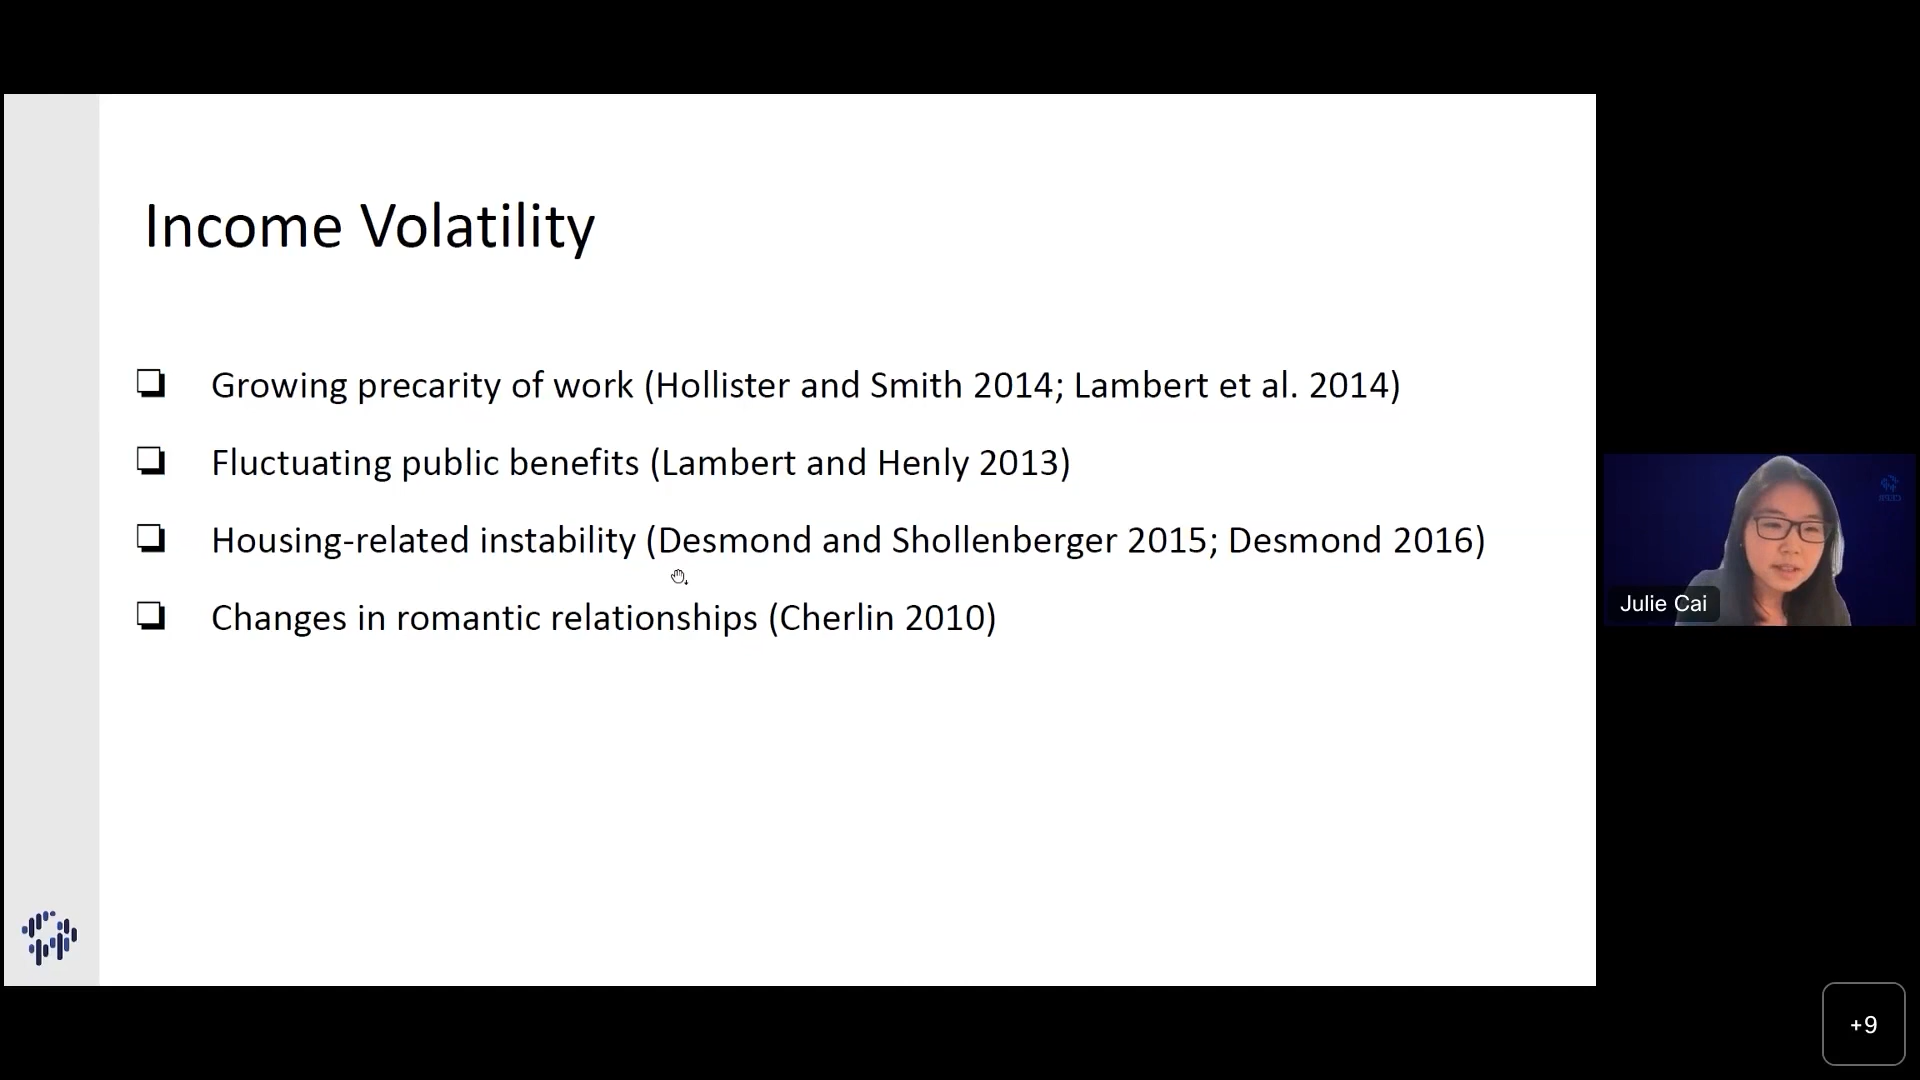 Income Volatility
Growing precarity of work (Hollister and Smith 2014; Lambert et al. 2014)
Fluctuating public benefits (Lambert and Henly 2013)
Housing-related instability (Desmond and Shollenberger 2015; Desmond 2016)
Changes in romantic relationships (Cherlin 2010)
Julie Cai
+9